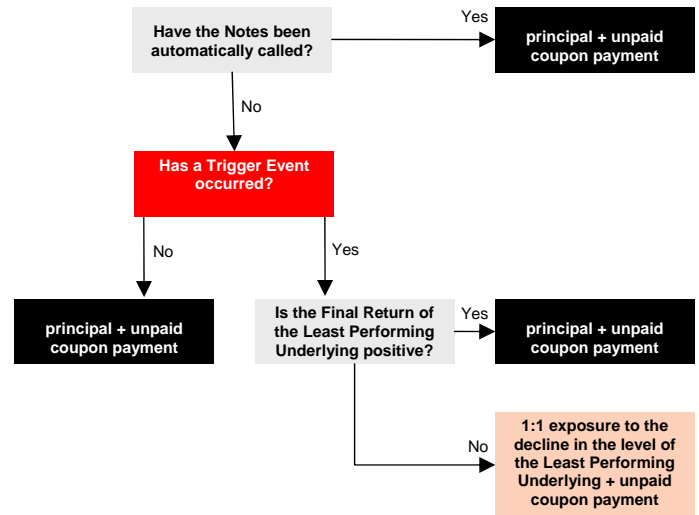 Have the Notes been
automatically called?
Yes
principal + unpaid
coupon payment
No
Has a Trigger Event
occurred?
No
Yes
principal + unpaid
coupon payment
Is the Final Return of
the Least Performing
Underlying positive?
Yes
principal + unpaid
coupon payment
No
1:1 exposure to the
decline in the level of
the Least Performing
Underlying + unpaid
coupon payment